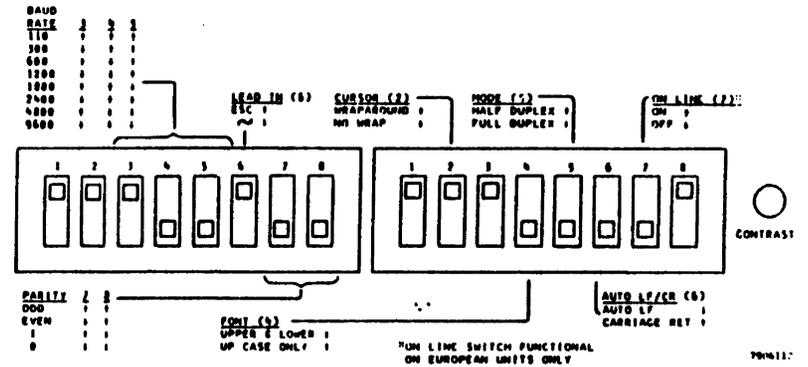 BAUD
RATE 3 4 5
110
300
600
1200
1800
2400
4800
9600
LEAD IN (6)
ESC
~
CURSOR (2)
WRAPAROUND
NO WRAP
MODE (5)
HALF DUPLEX
FULL DUPLEX
ON LINE (7)*
ON
OFF
1 2 3 4 5 6 7 8
1 2 3 4 5 6 7 8
CONTRAST
PARITY 7 8
ODD
EVEN
1
0
FONT (4)
UPPER & LOWER
UP CASE ONLY
AUTO LF/CR (6)
AUTO LF
CARRIAGE RET
*ON LINE SWITCH FUNCTIONAL
ON EUROPEAN UNITS ONLY